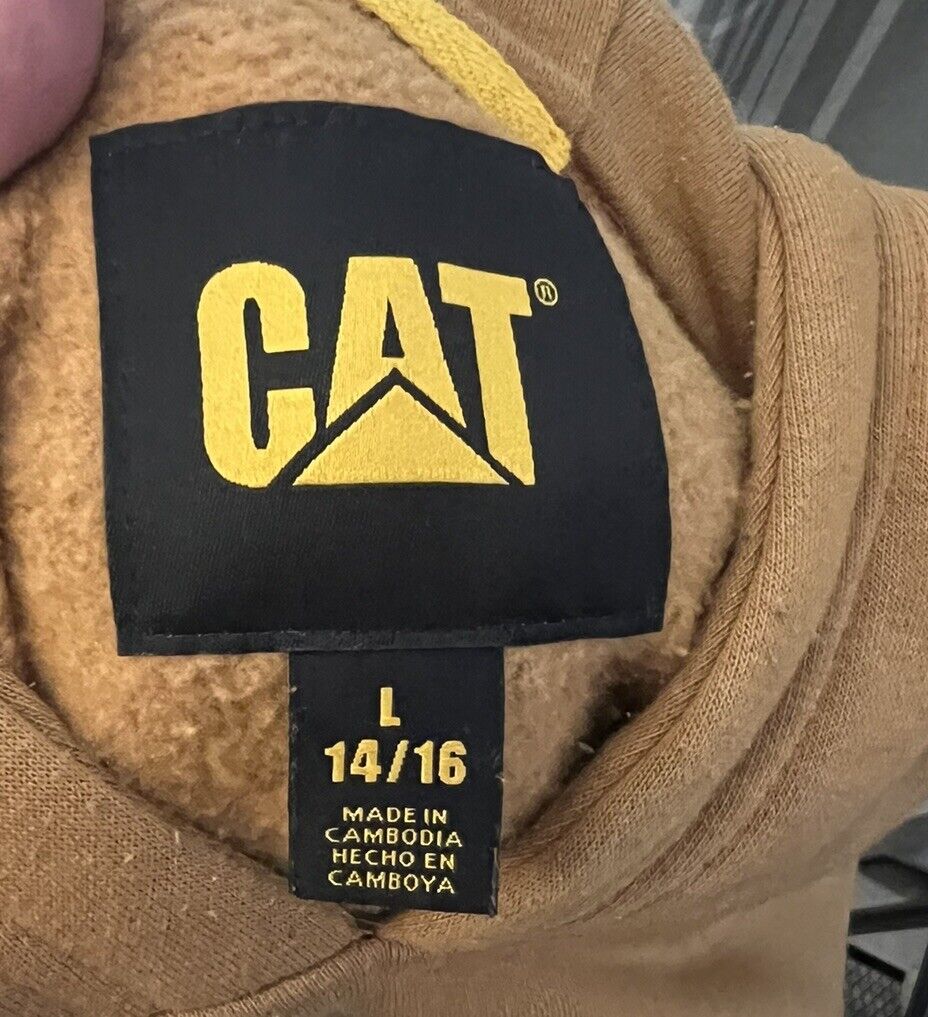 CAT®
L
14/16
MADE IN
CAMBODIA
HECHO EN
CAMBOYA